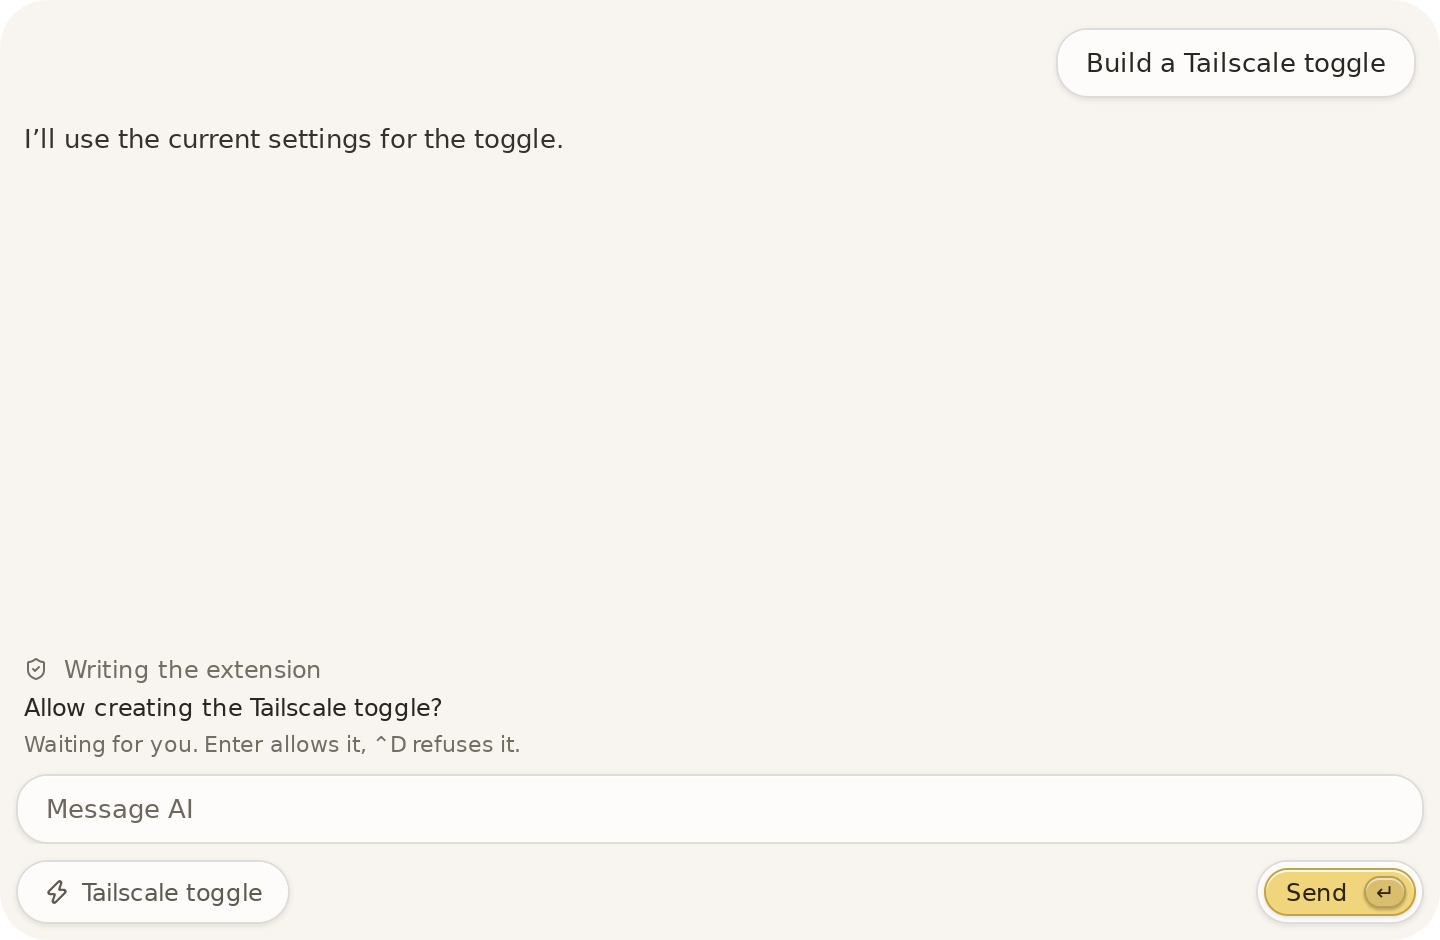 Build a Tailscale toggle
I’ll use the current settings for the toggle.
Writing the extension
Allow creating the Tailscale toggle?
Waiting for you. Enter allows it, ^D refuses it.
Message AI
Tailscale toggle
Send ↵